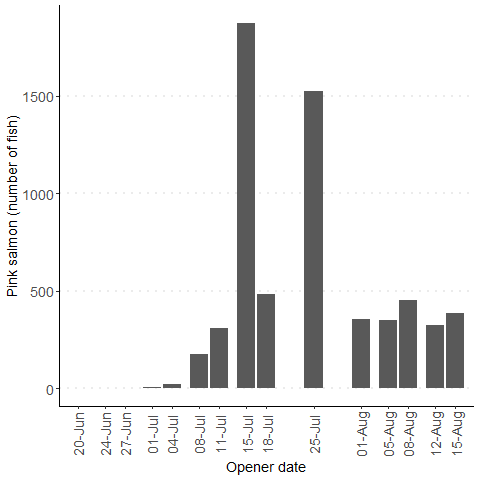 Pink salmon (number of fish)
1500
1000
500
0
20-Jun
24-Jun
27-Jun
01-Jul
04-Jul
08-Jul
11-Jul
15-Jul
18-Jul
25-Jul
01-Aug
05-Aug
08-Aug
12-Aug
15-Aug
Opener date